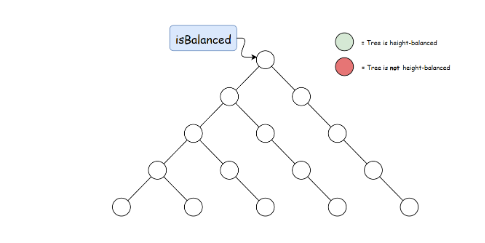 isBalanced
= Tree is height-balanced
= Tree is not height-balanced